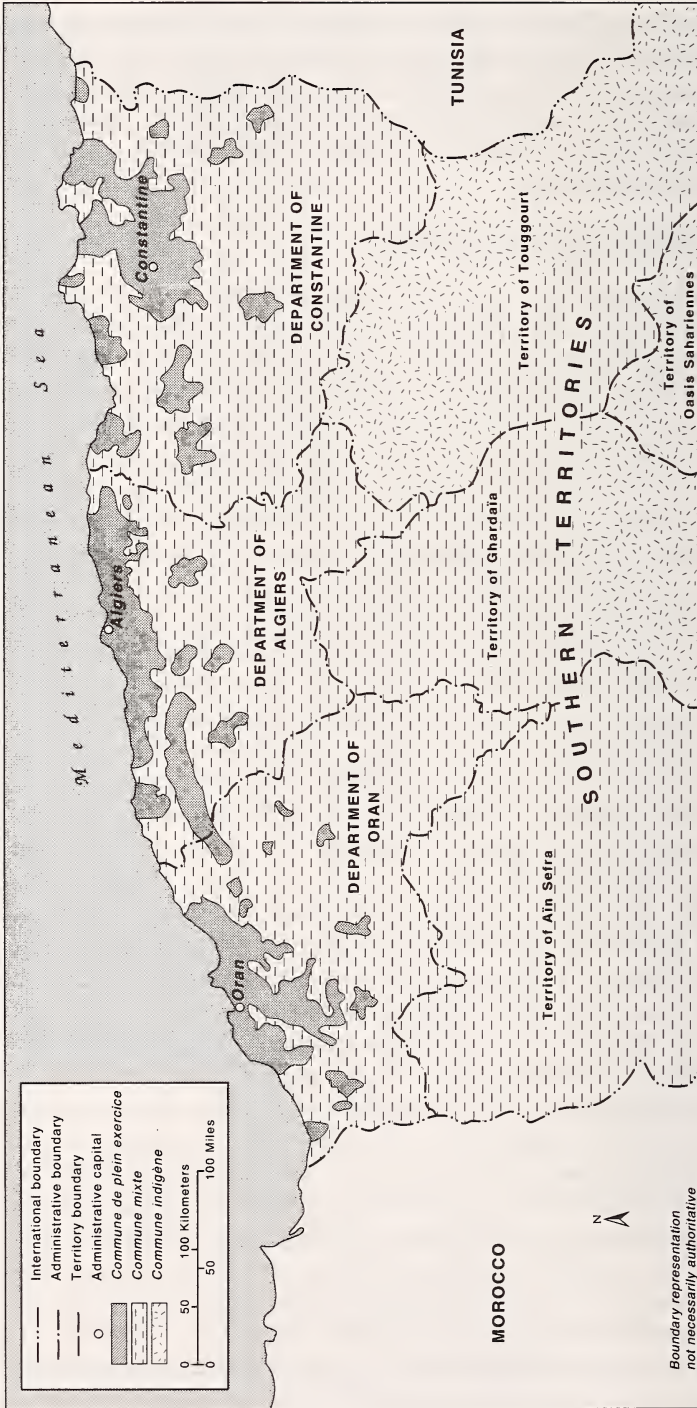 International boundary
Administrative boundary
Territory boundary
Administrative capital
Commune de plein exercice
Commune mixte
Commune indigène
0 50 100 Kilometers
0 50 100 Miles
Mediterranean Sea
Oran
Algiers
Constantine
DEPARTMENT OF
ORAN
DEPARTMENT OF
ALGIERS
DEPARTMENT OF
CONSTANTINE
MOROCCO
TUNISIA
Territory of Aïn Sefra
Territory of Ghardaïa
Territory of Touggourt
SOUTHERN TERRITORIES
Territory of
Oasis Sahariennes
N
Boundary representation
not necessarily authoritative